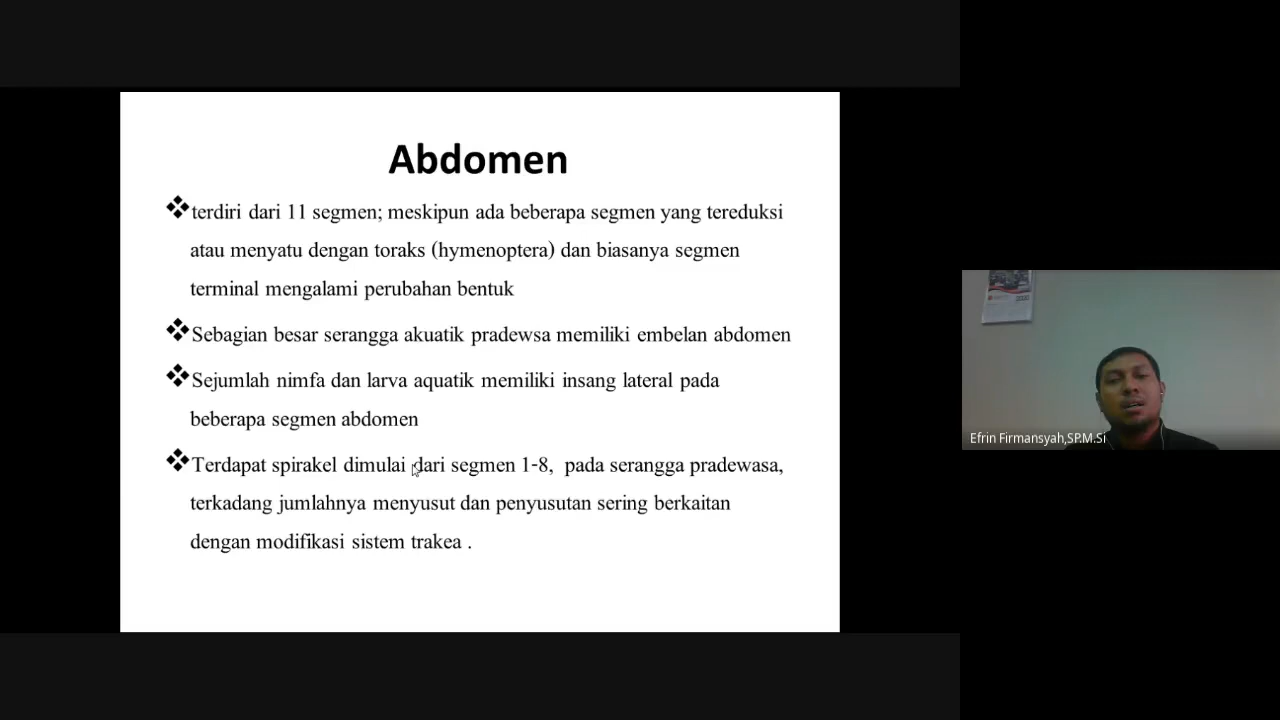 Abdomen
❖terdiri dari 11 segmen; meskipun ada beberapa segmen yang tereduksi
atau menyatu dengan toraks (hymenoptera) dan biasanya segmen
terminal mengalami perubahan bentuk
❖Sebagian besar serangga akuatik pradewsa memiliki embelan abdomen
❖Sejumlah nimfa dan larva aquatik memiliki insang lateral pada
beberapa segmen abdomen
❖Terdapat spirakel dimulai dari segmen 1-8, pada serangga pradewasa,
terkadang jumlahnya menyusut dan penyusutan sering berkaitan
dengan modifikasi sistem trakea .
Efrin Firmansyah,SP.M.Si